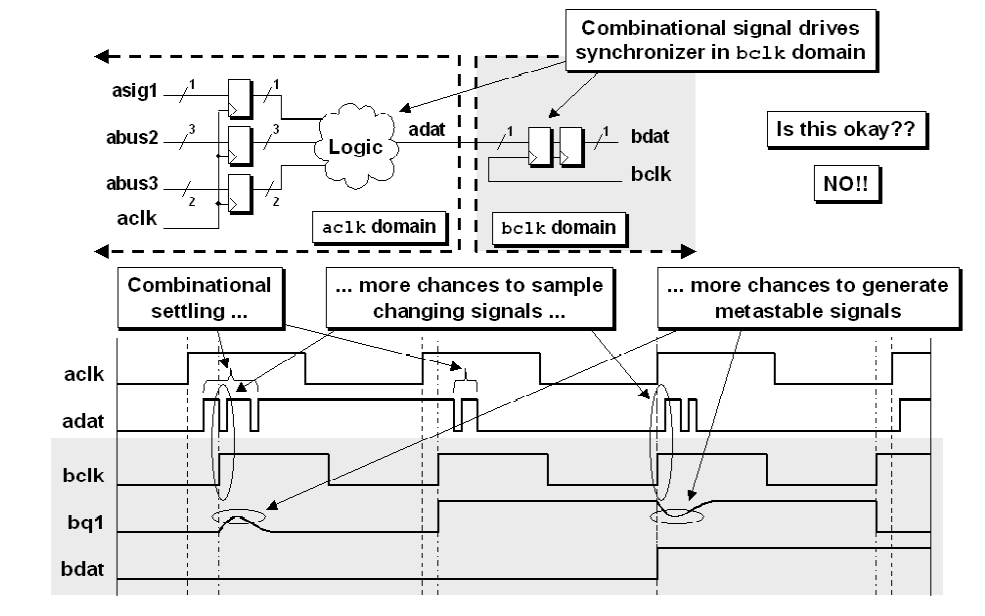 Combinational signal drives
synchronizer in bclk domain
asig1
1
1
abus2
3
3
Logic
adat
1
1
bdat
Is this okay??
abus3
2
2
bclk
NO!!
aclk
aclk domain
bclk domain
Combinational
settling ...
... more chances to sample
changing signals ...
... more chances to generate
metastable signals
aclk
adat
bclk
bq1
bdat